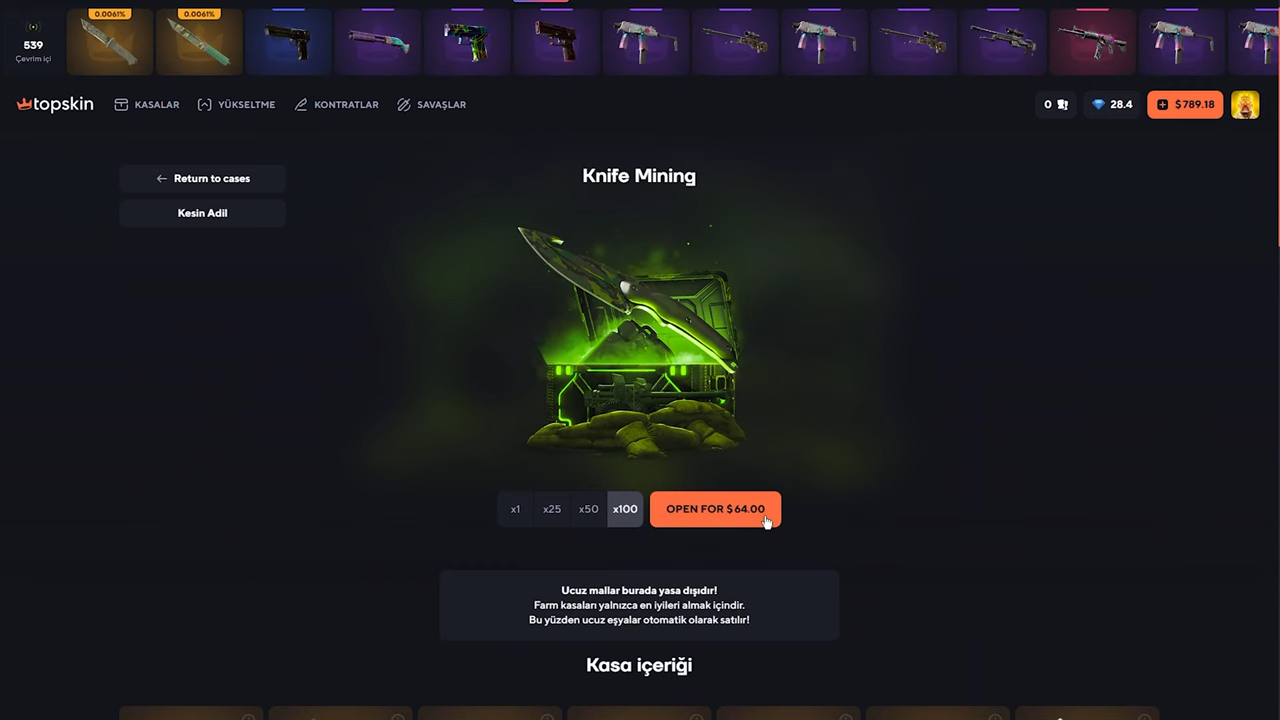 0.0061%
0.0061%
539
Çevrim içi
topskin
KASALAR
YÜKSELTME
KONTRATLAR
SAVAŞLAR
0
28.4
$789.18
Return to cases
Kesin Adil
Knife Mining
x1
x25
x50
x100
OPEN FOR $64.00
Ucuz mallar burada yasa dışıdır!
Farm kasaları yalnızca en iyileri almak içindir.
Bu yüzden ucuz eşyalar otomatik olarak satılır!
Kasa içeriği